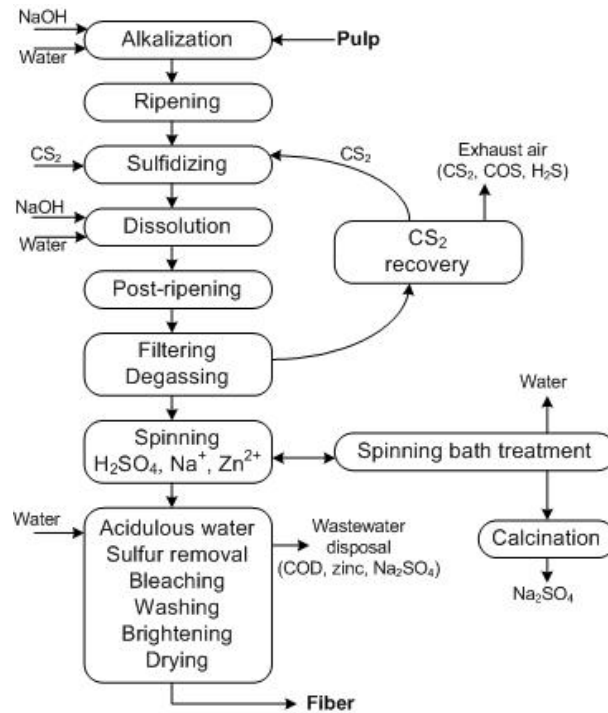 NaOH
Water
Alkalization
Pulp
Ripening
CS₂
Sulfidizing
CS₂
Exhaust air
(CS₂, COS, H₂S)
NaOH
Water
Dissolution
CS₂
recovery
Post-ripening
Filtering
Degassing
Water
Spinning
H₂SO₄, Na⁺, Zn²⁺
Spinning bath treatment
Water
Acidulous water
Sulfur removal
Bleaching
Washing
Brightening
Drying
Wastewater
disposal
(COD, zinc, Na₂SO₄)
Calcination
Na₂SO₄
Fiber